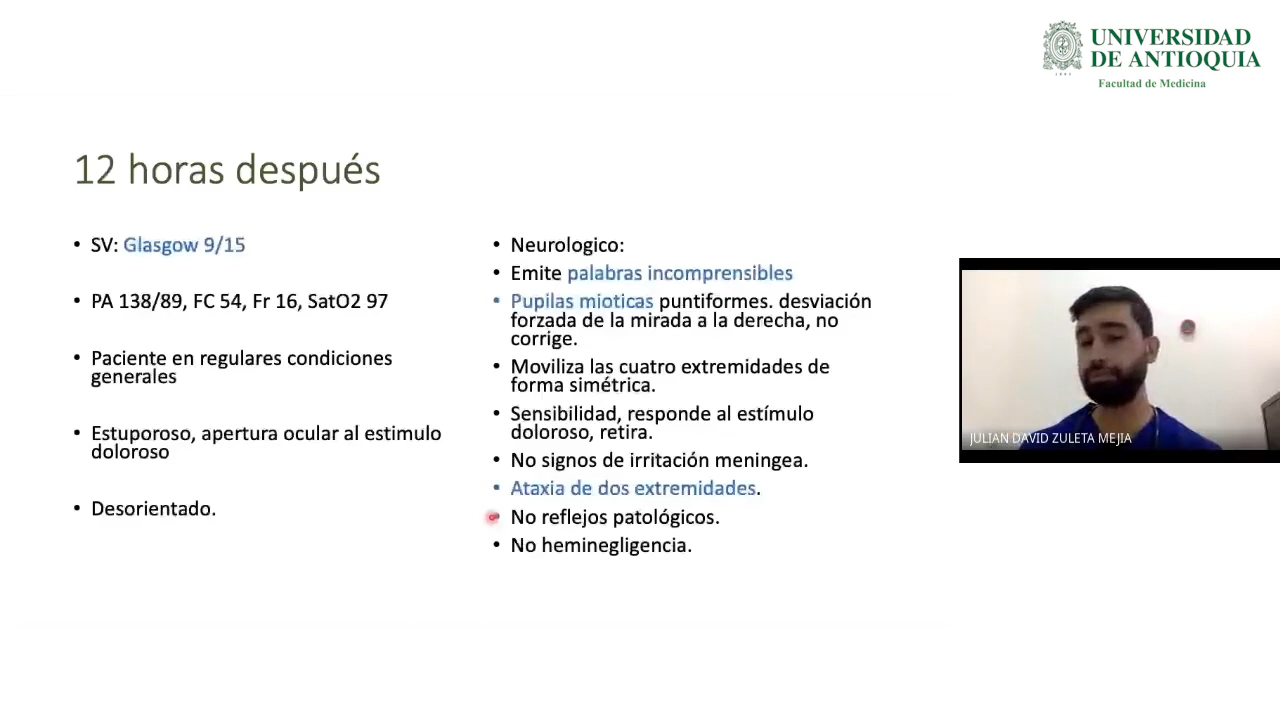 UNIVERSIDAD
DE ANTIOQUIA
Facultad de Medicina
12 horas después
• SV: Glasgow 9/15
• PA 138/89, FC 54, Fr 16, SatO2 97
• Paciente en regulares condiciones
generales
• Estuporoso, apertura ocular al estimulo
doloroso
• Desorientado.
• Neurologico:
• Emite palabras incomprensibles
• Pupilas mioticas puntiformes. desviación
forzada de la mirada a la derecha, no
corrige.
• Moviliza las cuatro extremidades de
forma simétrica.
• Sensibilidad, responde al estímulo
doloroso, retira.
• No signos de irritación meningea.
• Ataxia de dos extremidades.
• No reflejos patológicos.
• No heminegligencia.
JULIAN DAVID ZULETA MEJIA